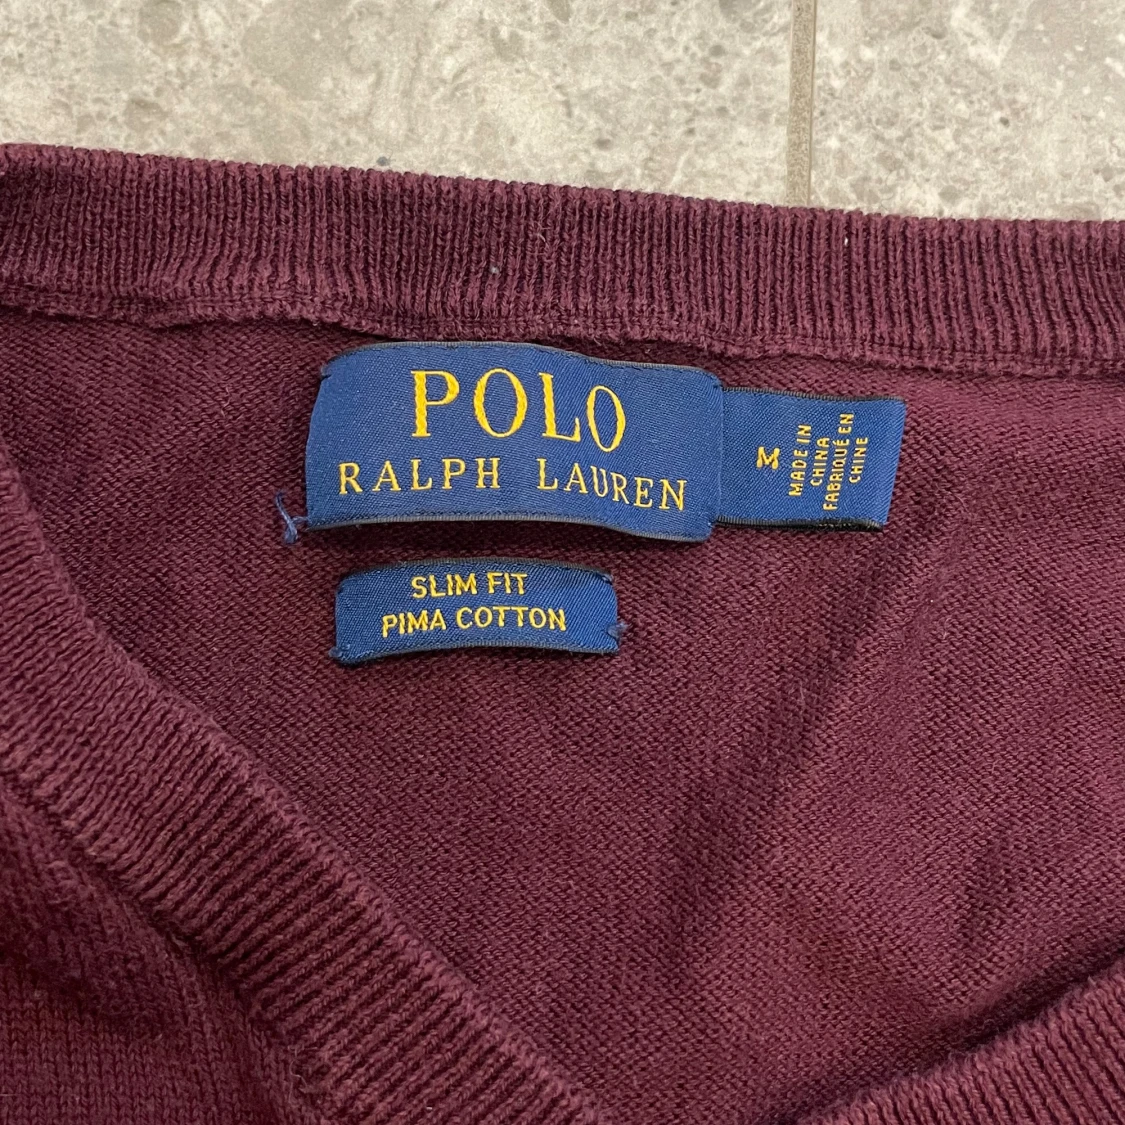 POLO
RALPH LAUREN
M
MADE IN
CHINA
FABRIQUÉ EN
CHINE
SLIM FIT
PIMA COTTON